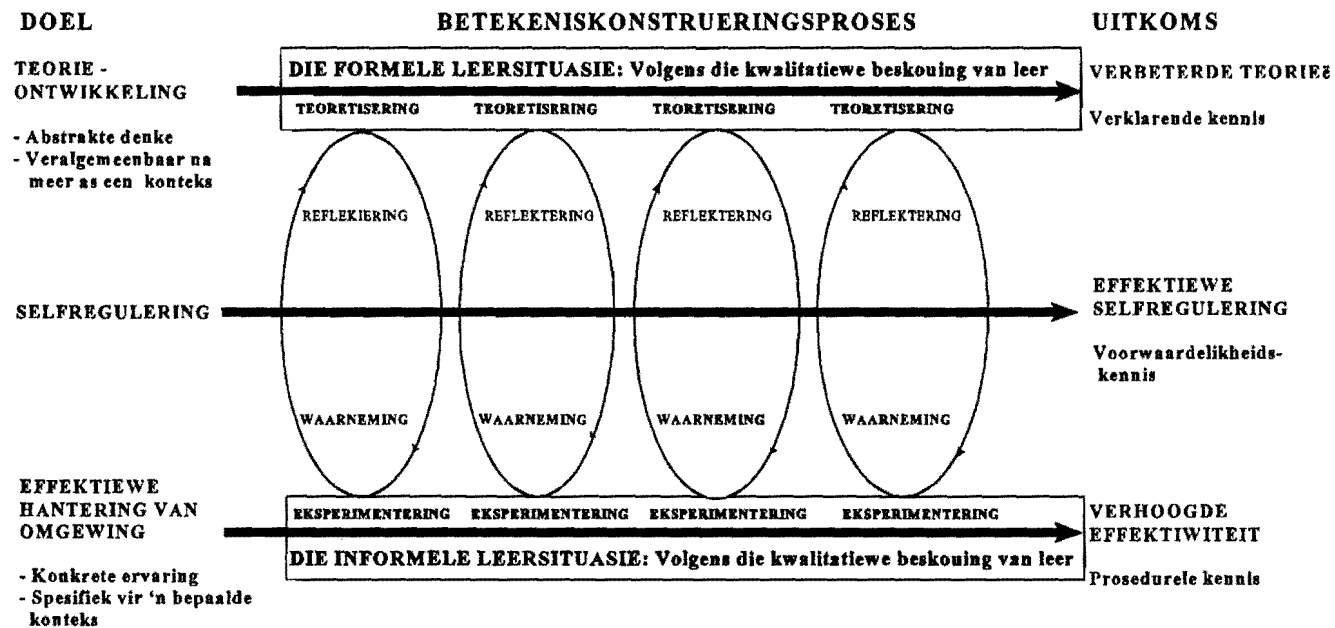 DOEL BETEKENISKONSTRUERINGSPROSES UITKOMS
TEORIE -
ONTWIKKELING
- Abstrakte denke
- Veralgemeenbaar na
meer as een konteks
DIE FORMELE LEERSITUASIE: Volgens die kwalitatiewe beskouing van leer
TEORETISERING TEORETISERING TEORETISERING TEORETISERING
VERBETERDE TEORIEË
Verklarende kennis
REFLEKIERING REFLEKTERING REFLEKTERING REFLEKTERING
SELFREGULERING
EFFEKTIEWE
SELFREGULERING
Voorwaardelikheids-
kennis
WAARNEMING WAARNEMING WAARNEMING WAARNEMING
EFFEKTIEWE
HANTERING VAN
OMGEWING
- Konkrete ervaring
- Spesifiek vir ‘n bepaalde
konteks
EKSPERIMENTERING EKSPERIMENTERING EKSPERIMENTERING EKSPERIMENTERING
DIE INFORMELE LEERSITUASIE: Volgens die kwalitatiewe beskouing van leer
VERHOOGDE
EFFEKTIWITEIT
Prosedurele kennis